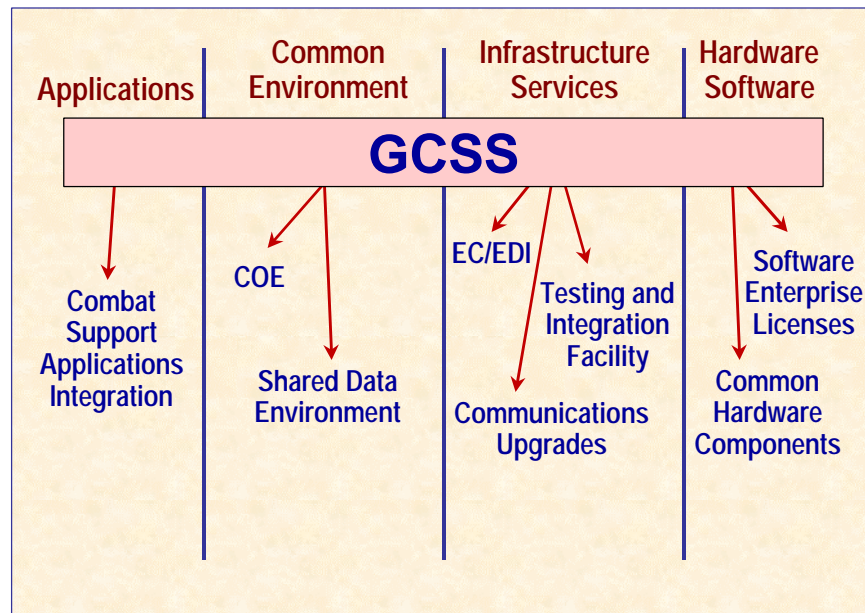 Applications
Common
Environment
Infrastructure
Services
Hardware
Software
GCSS
Combat
Support
Applications
Integration
COE
Shared Data
Environment
EC/EDI
Testing and
Integration
Facility
Communications
Upgrades
Software
Enterprise
Licenses
Common
Hardware
Components